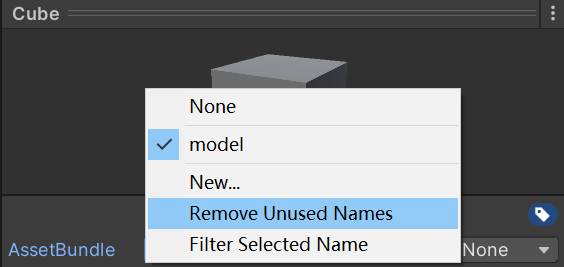 Cube
None
model
New...
Remove Unused Names
Filter Selected Name
AssetBundle
None